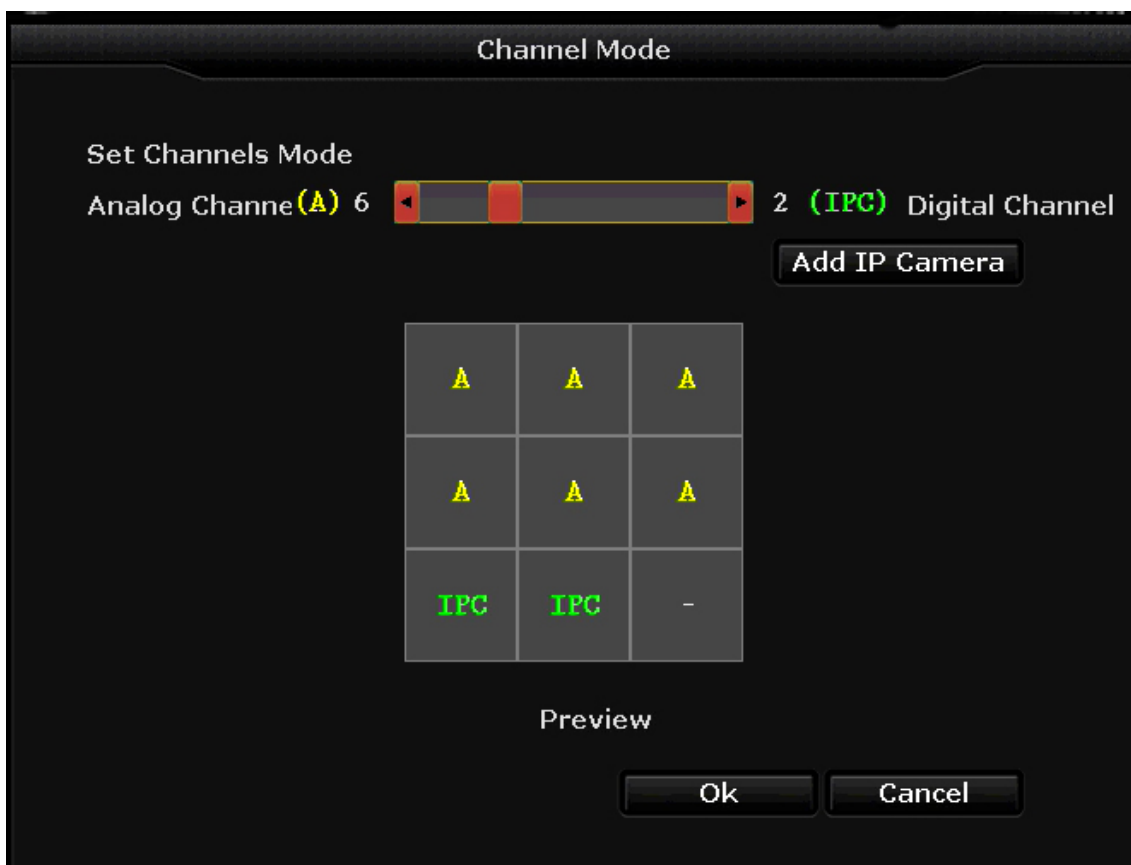 Channel Mode
Set Channels Mode
Analog Channe(A) 6 2 (IPC) Digital Channel
Add IP Camera
A A A
A A A
IPC IPC -
Preview
Ok Cancel